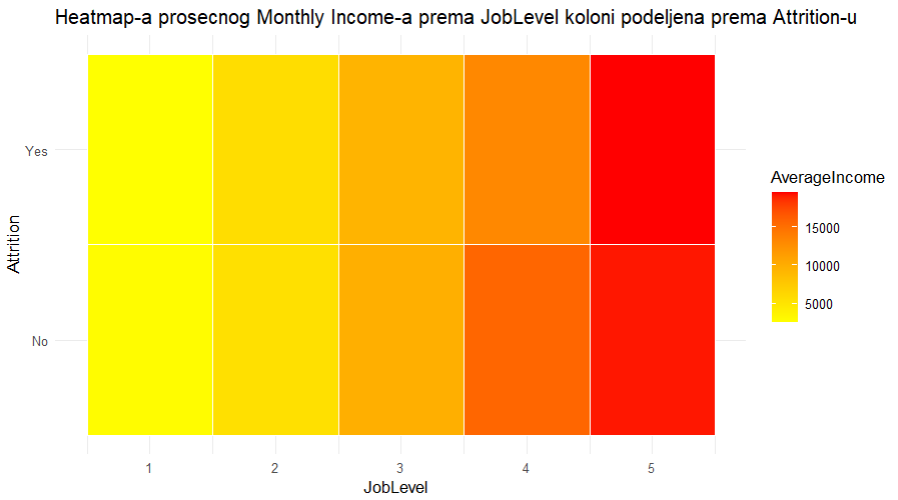 Heatmap-a prosecnog Monthly Income-a prema JobLevel koloni podeljena prema Attrition-u
Yes
No
Attrition
1 2 3 4 5
JobLevel
AverageIncome
15000
10000
5000